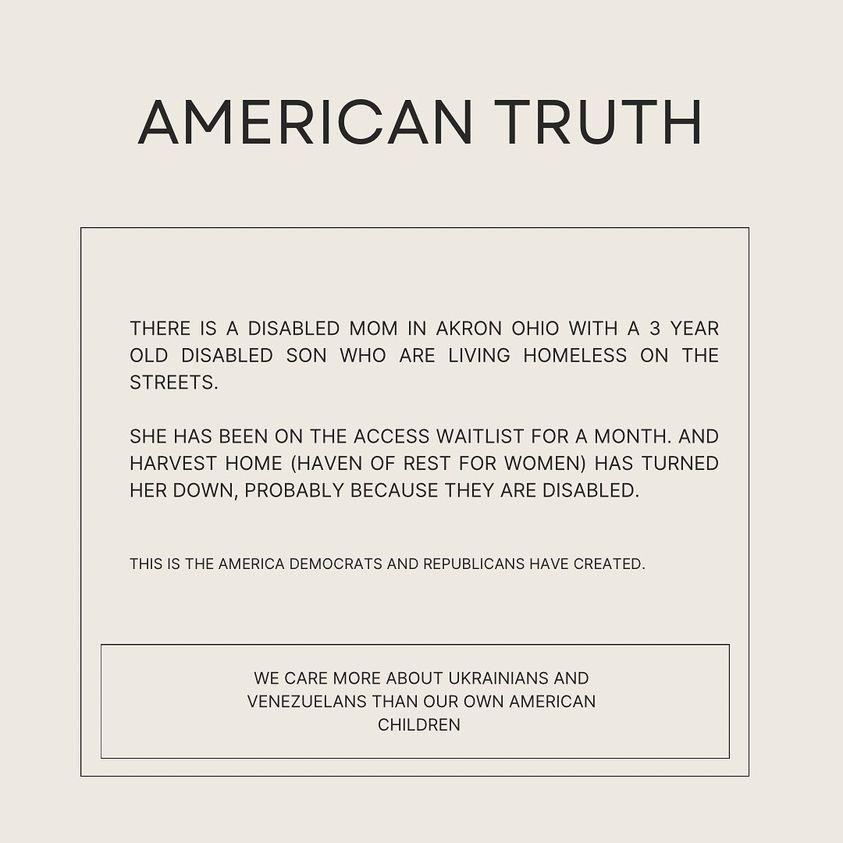 AMERICAN TRUTH
THERE IS A DISABLED MOM IN AKRON OHIO WITH A 3 YEAR
OLD DISABLED SON WHO ARE LIVING HOMELESS ON THE
STREETS.
SHE HAS BEEN ON THE ACCESS WAITLIST FOR A MONTH. AND
HARVEST HOME (HAVEN OF REST FOR WOMEN) HAS TURNED
HER DOWN, PROBABLY BECAUSE THEY ARE DISABLED.
THIS IS THE AMERICA DEMOCRATS AND REPUBLICANS HAVE CREATED.
WE CARE MORE ABOUT UKRAINIANS AND
VENEZUELANS THAN OUR OWN AMERICAN
CHILDREN